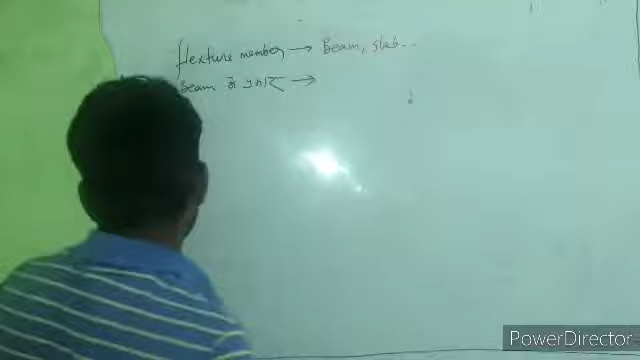 flexture member → Beam, slab...
Beam के प्रकार →
PowerDirector